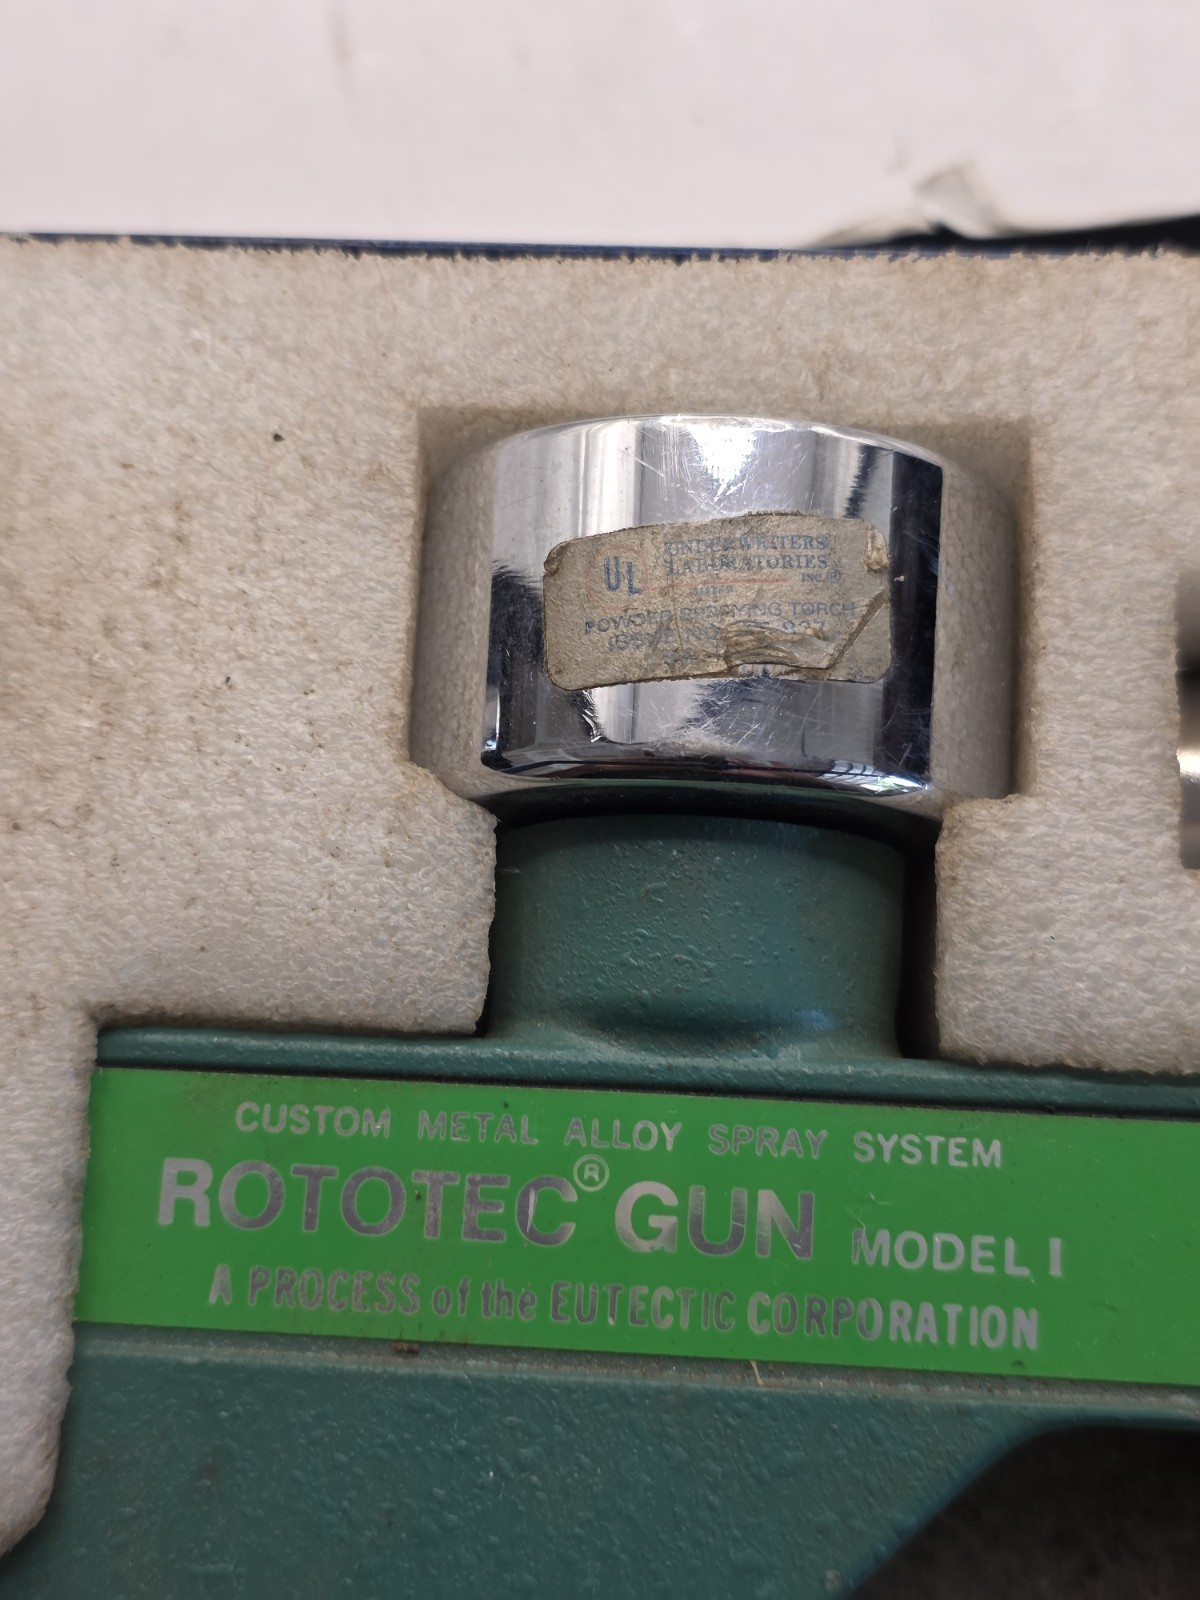 UL
UNDERWRITERS
LABORATORIES
INC.®
POWDER SPRAYING TORCH
CUSTOM METAL ALLOY SPRAY SYSTEM
ROTOTEC® GUN MODEL I
A PROCESS of the EUTECTIC CORPORATION